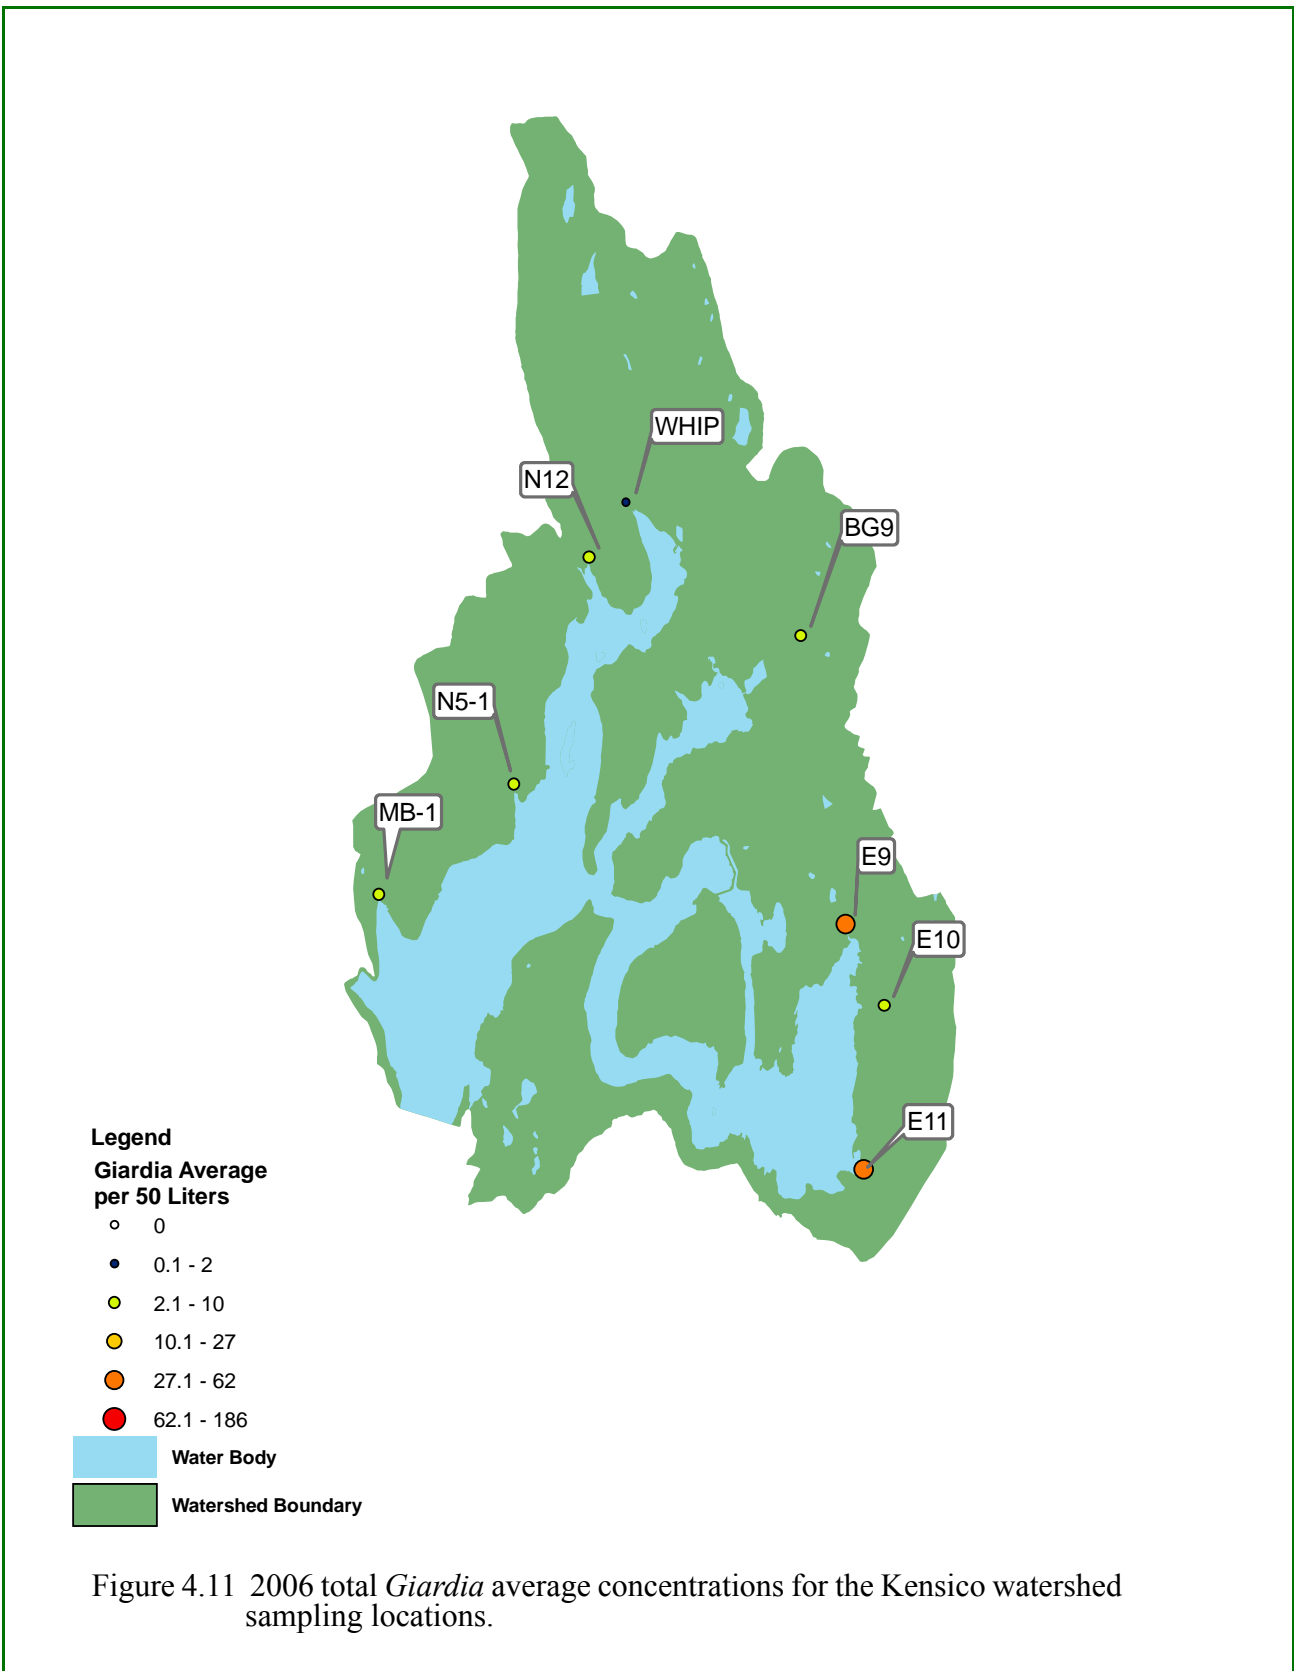 WHIP
N12
BG9
N5-1
MB-1
E9
E10
E11
Legend
Giardia Average
per 50 Liters
0
0.1 - 2
2.1 - 10
10.1 - 27
27.1 - 62
62.1 - 186
Water Body
Watershed Boundary
Figure 4.11 2006 total Giardia average concentrations for the Kensico watershed
sampling locations.